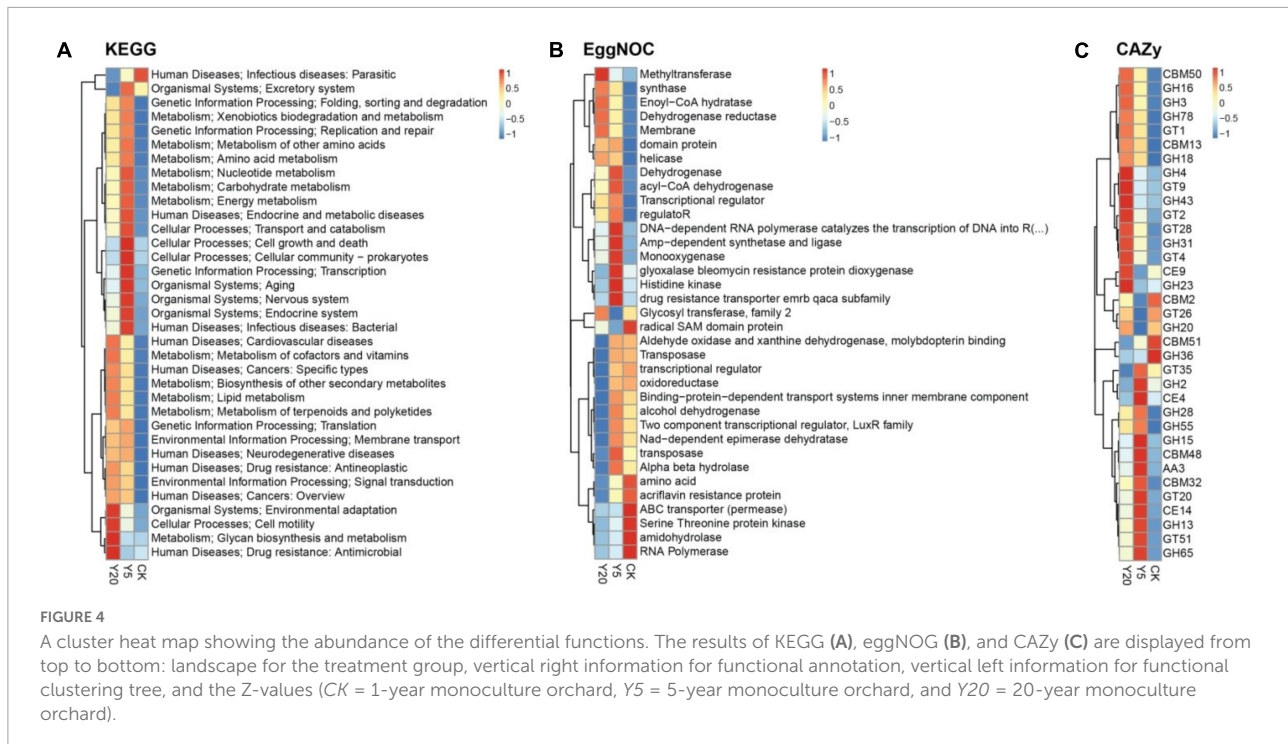 A KEGG
Human Diseases; Infectious diseases: Parasitic
Organismal Systems; Excretory system
Genetic Information Processing; Folding, sorting and degradation
Metabolism; Xenobiotics biodegradation and metabolism
Genetic Information Processing; Replication and repair
Metabolism; Metabolism of other amino acids
Metabolism; Amino acid metabolism
Metabolism; Nucleotide metabolism
Metabolism; Carbohydrate metabolism
Metabolism; Energy metabolism
Human Diseases; Endocrine and metabolic diseases
Cellular Processes; Transport and catabolism
Cellular Processes; Cell growth and death
Cellular Processes; Cellular community − prokaryotes
Genetic Information Processing; Transcription
Organismal Systems; Aging
Organismal Systems; Nervous system
Organismal Systems; Endocrine system
Human Diseases; Infectious diseases: Bacterial
Human Diseases; Cardiovascular diseases
Metabolism; Metabolism of cofactors and vitamins
Human Diseases; Cancers: Specific types
Metabolism; Biosynthesis of other secondary metabolites
Metabolism; Lipid metabolism
Metabolism; Metabolism of terpenoids and polyketides
Genetic Information Processing; Translation
Environmental Information Processing; Membrane transport
Human Diseases; Neurodegenerative diseases
Human Diseases; Drug resistance: Antineoplastic
Environmental Information Processing; Signal transduction
Human Diseases; Cancers: Overview
Organismal Systems; Environmental adaptation
Cellular Processes; Cell motility
Metabolism; Glycan biosynthesis and metabolism
Human Diseases; Drug resistance: Antimicrobial
Y20 Y5 CK
1
0.5
0
−0.5
−1
B EggNOC
Methyltransferase
synthase
Enoyl−CoA hydratase
Dehydrogenase reductase
Membrane
domain protein
helicase
Dehydrogenase
acyl−CoA dehydrogenase
Transcriptional regulator
regulatoR
DNA−dependent RNA polymerase catalyzes the transcription of DNA into R(...)
Amp−dependent synthetase and ligase
Monooxygenase
glyoxalase bleomycin resistance protein dioxygenase
Histidine kinase
drug resistance transporter emrb qaca subfamily
Glycosyl transferase, family 2
radical SAM domain protein
Aldehyde oxidase and xanthine dehydrogenase, molybdopterin binding
Transposase
transcriptional regulator
oxidoreductase
Binding−protein−dependent transport systems inner membrane component
alcohol dehydrogenase
Two component transcriptional regulator, LuxR family
Nad−dependent epimerase dehydratase
transposase
Alpha beta hydrolase
amino acid
acriflavin resistance protein
ABC transporter (permease)
Serine Threonine protein kinase
amidohydrolase
RNA Polymerase
Y20 Y5 CK
1
0.5
0
−0.5
−1
C CAZy
CBM50
GH16
GH3
GH78
GT1
CBM13
GH18
GH4
GT9
GH43
GT2
GT28
GH31
GT4
CE9
GH23
CBM2
GT26
GH20
CBM51
GH36
GT35
GH2
CE4
GH28
GH55
GH15
CBM48
AA3
CBM32
GT20
CE14
GH13
GT51
GH65
Y20 Y5 CK
1
0.5
0
−0.5
−1
FIGURE 4
A cluster heat map showing the abundance of the differential functions. The results of KEGG (A), eggNOG (B), and CAZy (C) are displayed from
top to bottom: landscape for the treatment group, vertical right information for functional annotation, vertical left information for functional
clustering tree, and the Z-values (CK = 1-year monoculture orchard, Y5 = 5-year monoculture orchard, and Y20 = 20-year monoculture
orchard).